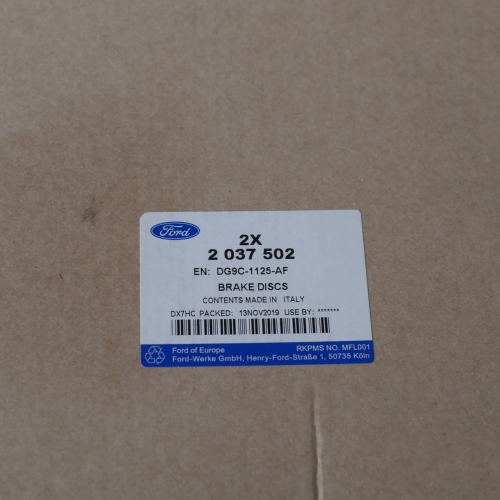 Ford
2X
2 037 502
EN: DG9C-1125-AF
BRAKE DISCS
CONTENTS MADE IN ITALY
DX7HC PACKED: 13NOV2019 USE BY: *******
Ford of Europe RKPMS NO. MFL001
Ford-Werke GmbH, Henry-Ford-Straße 1, 50735 Köln